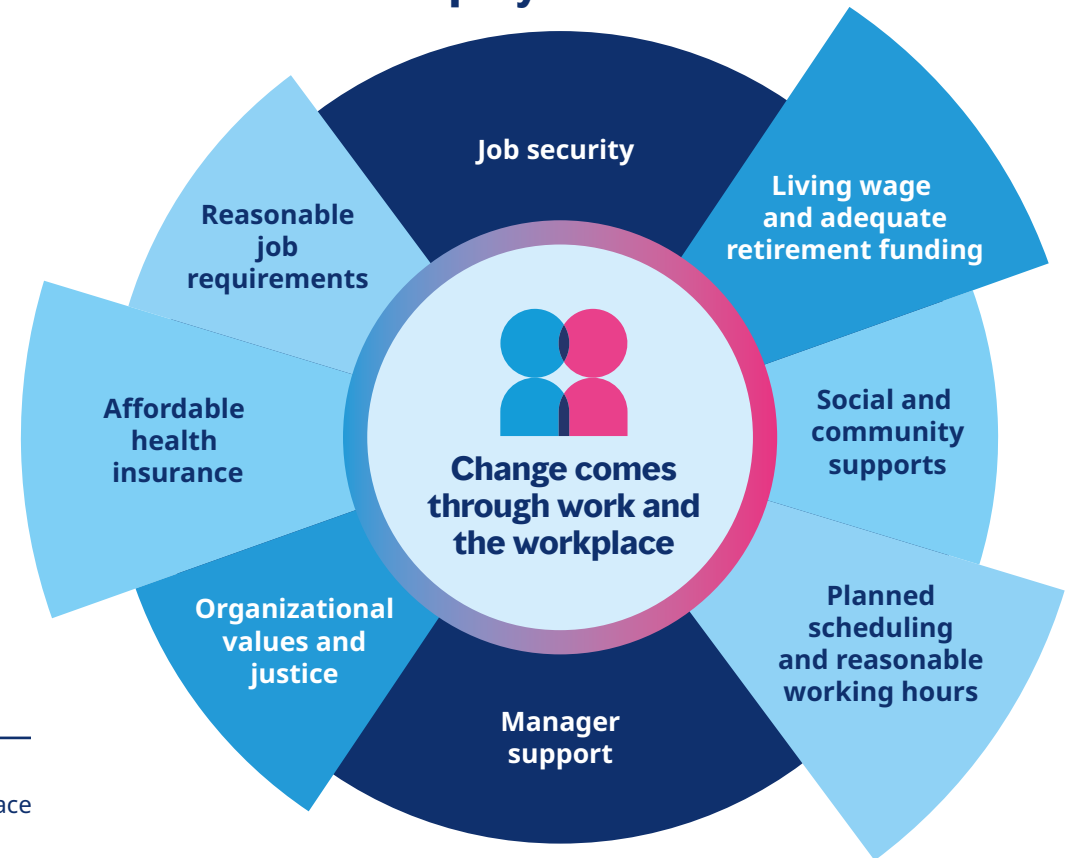 Job security
Living wage
and adequate
retirement funding
Social and
community
supports
Planned
scheduling
and reasonable
working hours
Manager
support
Organizational
values and
justice
Affordable
health
insurance
Reasonable
job
requirements
Change comes
through work and
the workplace
ace